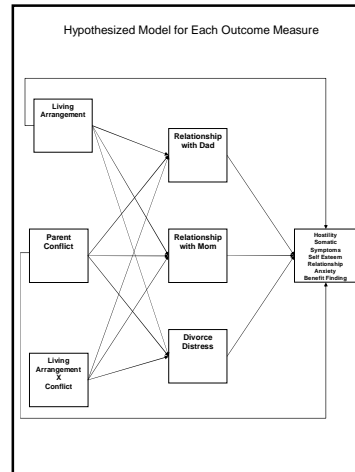 Hypothesized Model for Each Outcome Measure
Living
Arrangement
Relationship
with Dad
Parent
Conflict
Relationship
with Mom
Hostility
Somatic
Symptoms
Self Esteem
Relationship
Anxiety
Benefit Finding
Living
Arrangement
X
Conflict
Divorce
Distress